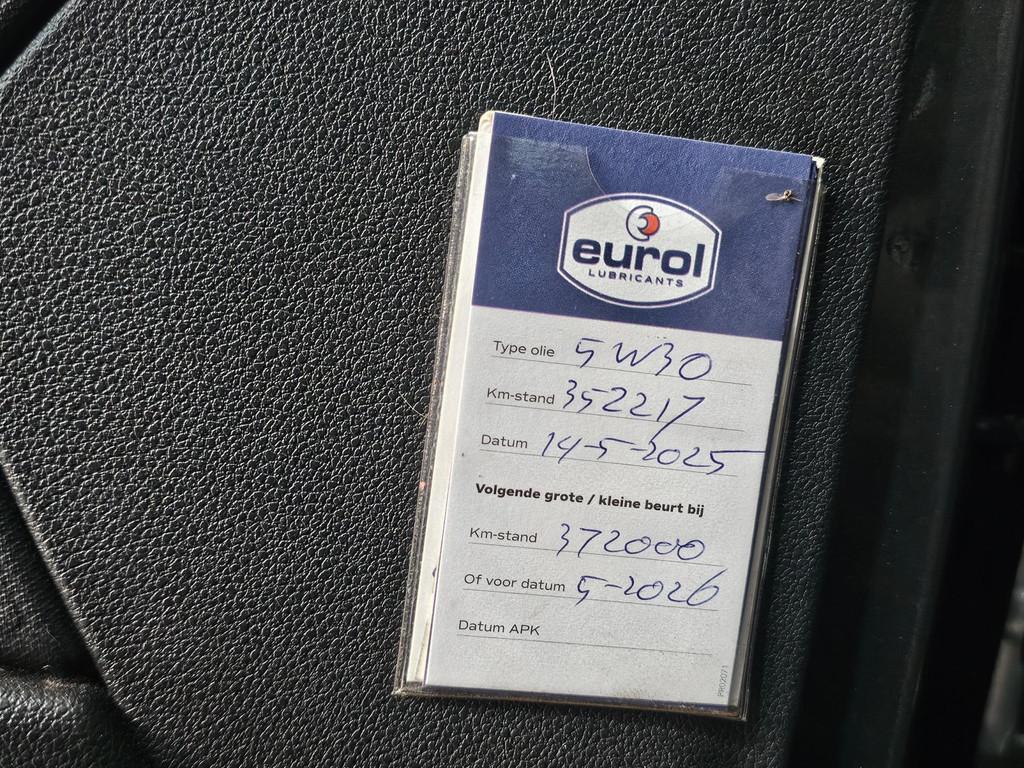 eurol
LUBRICANTS
Type olie 5W30
Km-stand 352217
Datum 14-5-2025
Volgende grote / kleine beurt bij
Km-stand 372000
Of voor datum 5-2026
Datum APK
PR02071